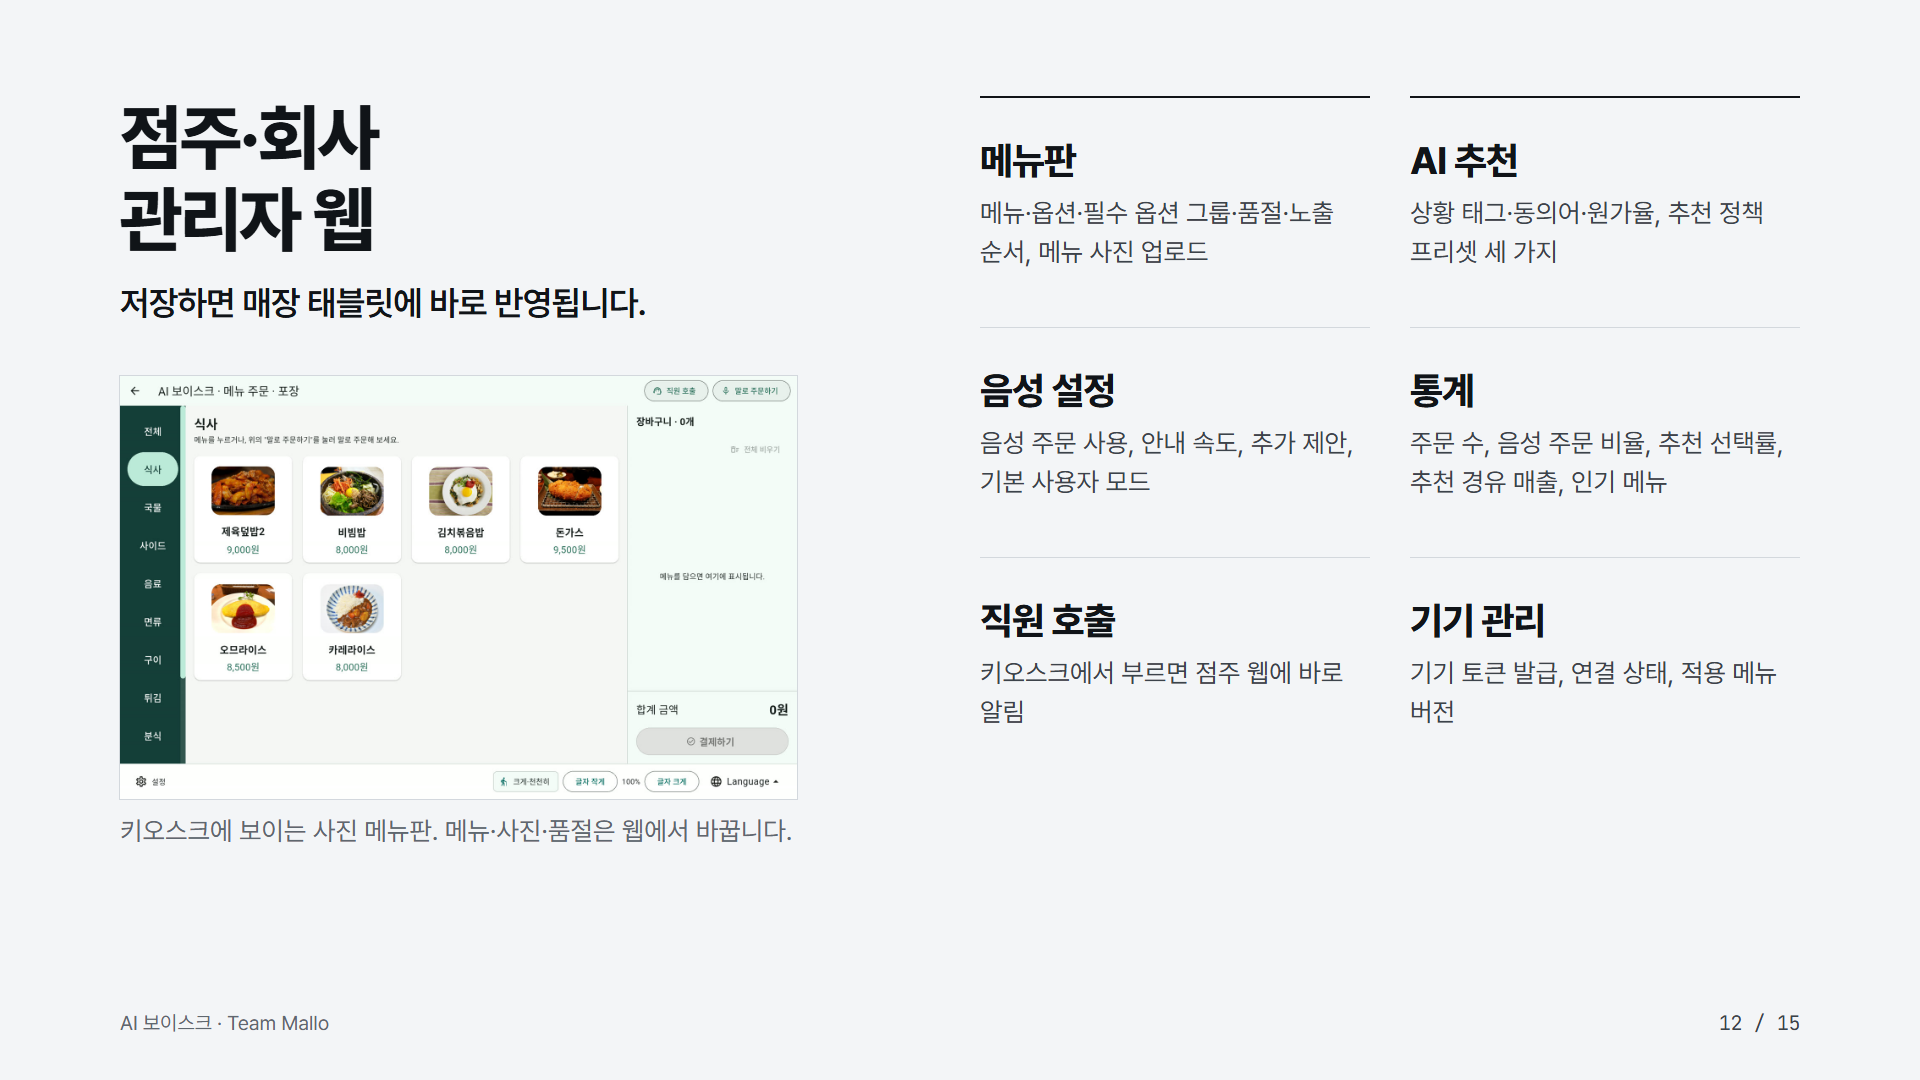 점주·회사
관리자 웹
저장하면 매장 태블릿에 바로 반영됩니다.
AI 보이스크 · 메뉴 주문 · 포장
직원 호출
말로 주문하기
전체
식사
국물
사이드
음료
면류
구이
튀김
분식
식사
메뉴를 누르거나, 위의 '말로 주문하기'를 눌러 말로 주문해 보세요.
제육덮밥2
9,000원
비빔밥
8,000원
김치볶음밥
8,000원
돈가스
9,500원
오므라이스
8,500원
카레라이스
8,000원
장바구니 · 0개
전체 비우기
메뉴를 담으면 여기에 표시됩니다.
합계 금액
0원
결제하기
설정
크게·천천히
글자 작게
100%
글자 크게
Language
키오스크에 보이는 사진 메뉴판. 메뉴·사진·품절은 웹에서 바꿉니다.
메뉴판
메뉴·옵션·필수 옵션 그룹·품절·노출
순서, 메뉴 사진 업로드
AI 추천
상황 태그·동의어·원가율, 추천 정책
프리셋 세 가지
음성 설정
음성 주문 사용, 안내 속도, 추가 제안,
기본 사용자 모드
통계
주문 수, 음성 주문 비율, 추천 선택률,
추천 경유 매출, 인기 메뉴
직원 호출
키오스크에서 부르면 점주 웹에 바로
알림
기기 관리
기기 토큰 발급, 연결 상태, 적용 메뉴
버전
AI 보이스크 · Team Mallo
12 / 15